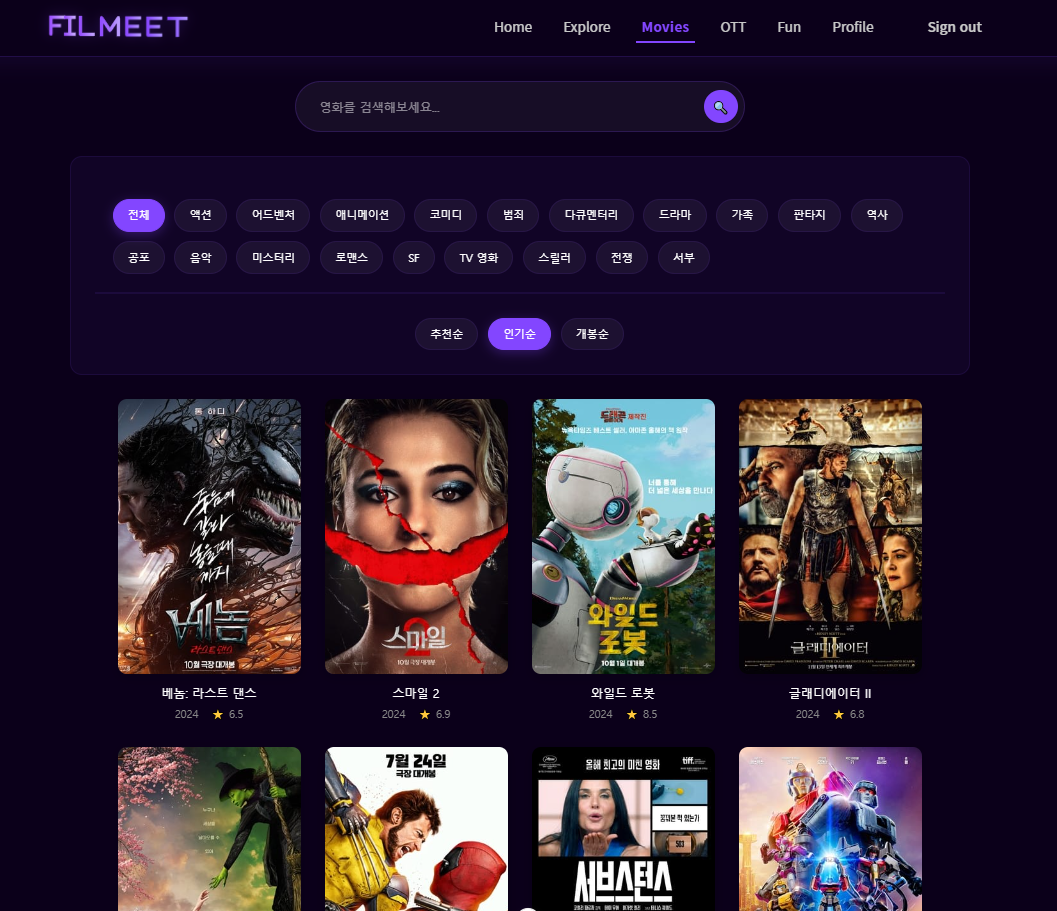 FILMEET
Home Explore Movies OTT Fun Profile Sign out
영화를 검색해보세요...
전체 액션 어드벤처 애니메이션 코미디 범죄 다큐멘터리 드라마 가족 판타지 역사
공포 음악 미스터리 로맨스 SF TV 영화 스릴러 전쟁 서부
추천순 인기순 개봉순
톰 하디
죽음이
갈라
놓을 때
까지
베놈
라스트 댄스
10월 극장 대개봉
스마일
2
10월 극장 대개봉
드래곤 제작진
뉴욕타임즈 베스트 셀러, 아마존 올해의 책 원작
너를 통해
더 넓은 세상을 만나다
와일드
로봇
10월 1일 대개봉
글래디에이터
II
베놈: 라스트 댄스
2024 ★ 6.5
스마일 2
2024 ★ 6.9
와일드 로봇
2024 ★ 8.5
글래디에이터 II
2024 ★ 6.8
7월 24일
극장 대개봉
올해 최고의 미친 영화
tiff
503
서브스턴스